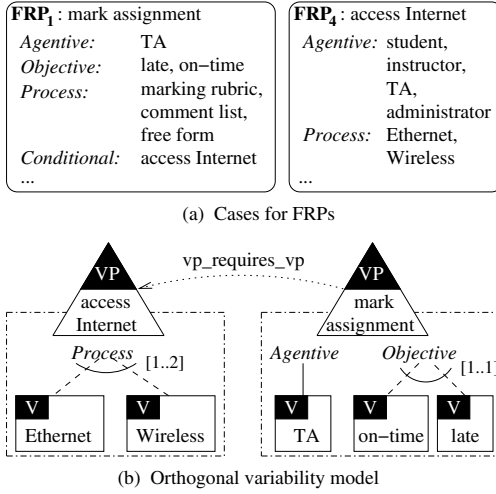 FRP1 : mark assignment
Agentive: TA
Objective: late, on−time
Process: marking rubric,
comment list,
free form
Conditional: access Internet
...
FRP4 : access Internet
Agentive: student,
instructor,
TA,
administrator
Process: Ethernet,
Wireless
...
(a) Cases for FRPs
VP
access
Internet
vp_requires_vp
VP
mark
assignment
Process
[1..2]
V
Ethernet
V
Wireless
Agentive
Objective
[1..1]
V
TA
V
on−time
V
late
(b) Orthogonal variability model